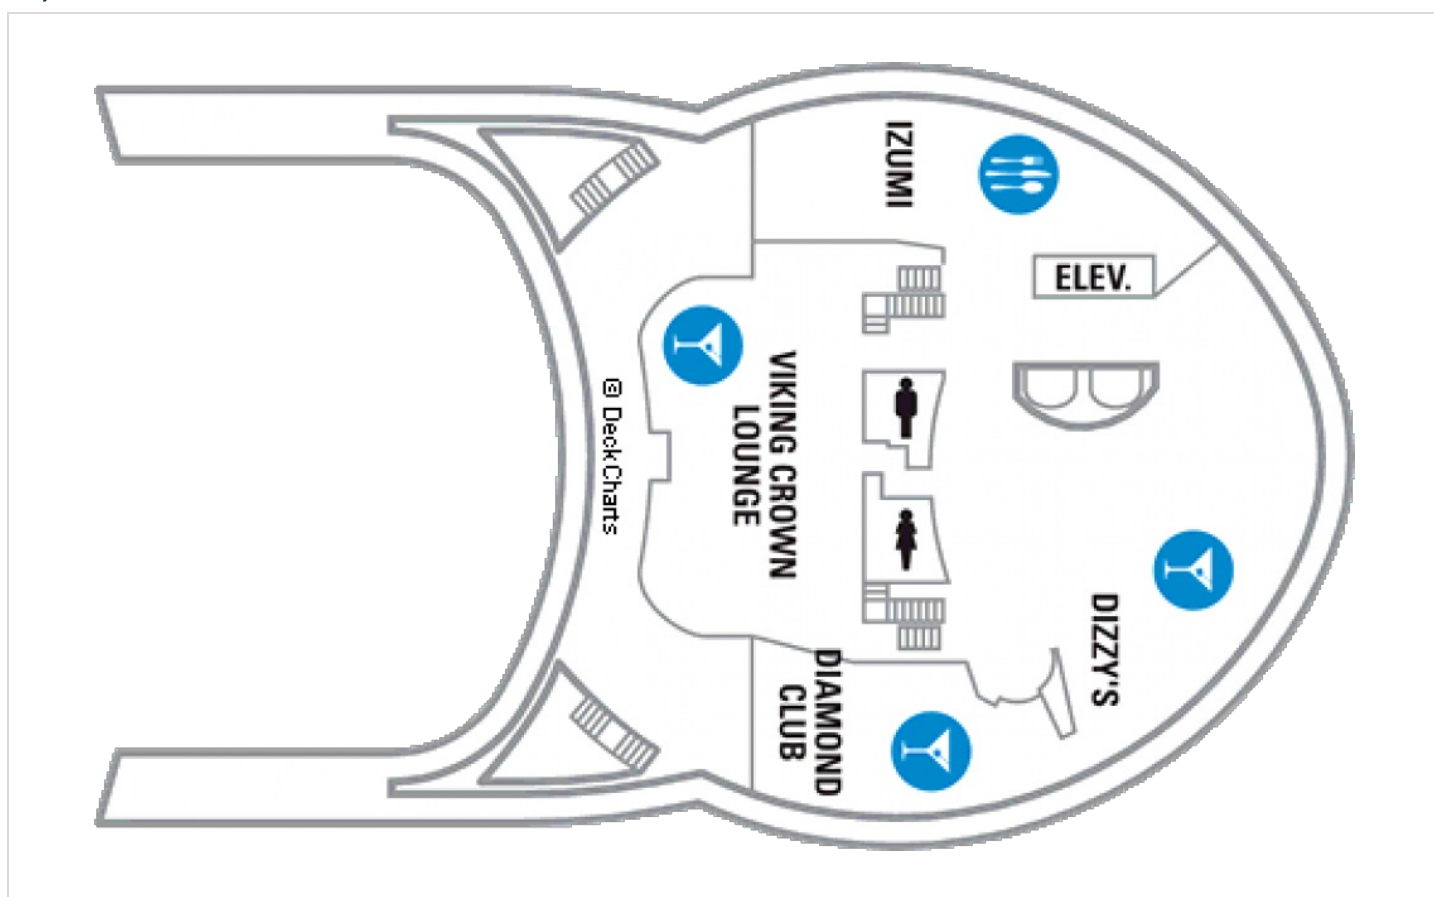 IZUMI
ELEV.
VIKING CROWN
LOUNGE
© DeckCharts
DIZZY'S
DIAMOND
CLUB